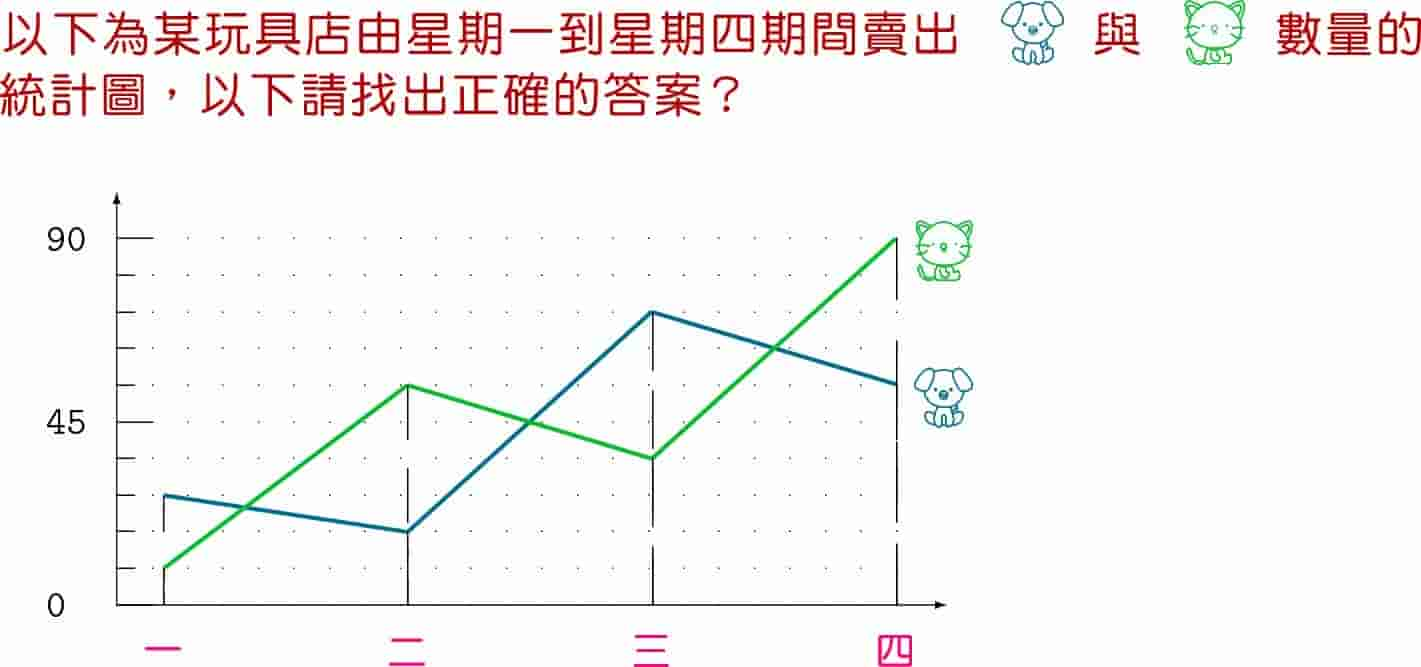 以下為某玩具店由星期一到星期四期間賣出 與 數量的
統計圖,以下請找出正確的答案?
90
45
0
一 二 三 四